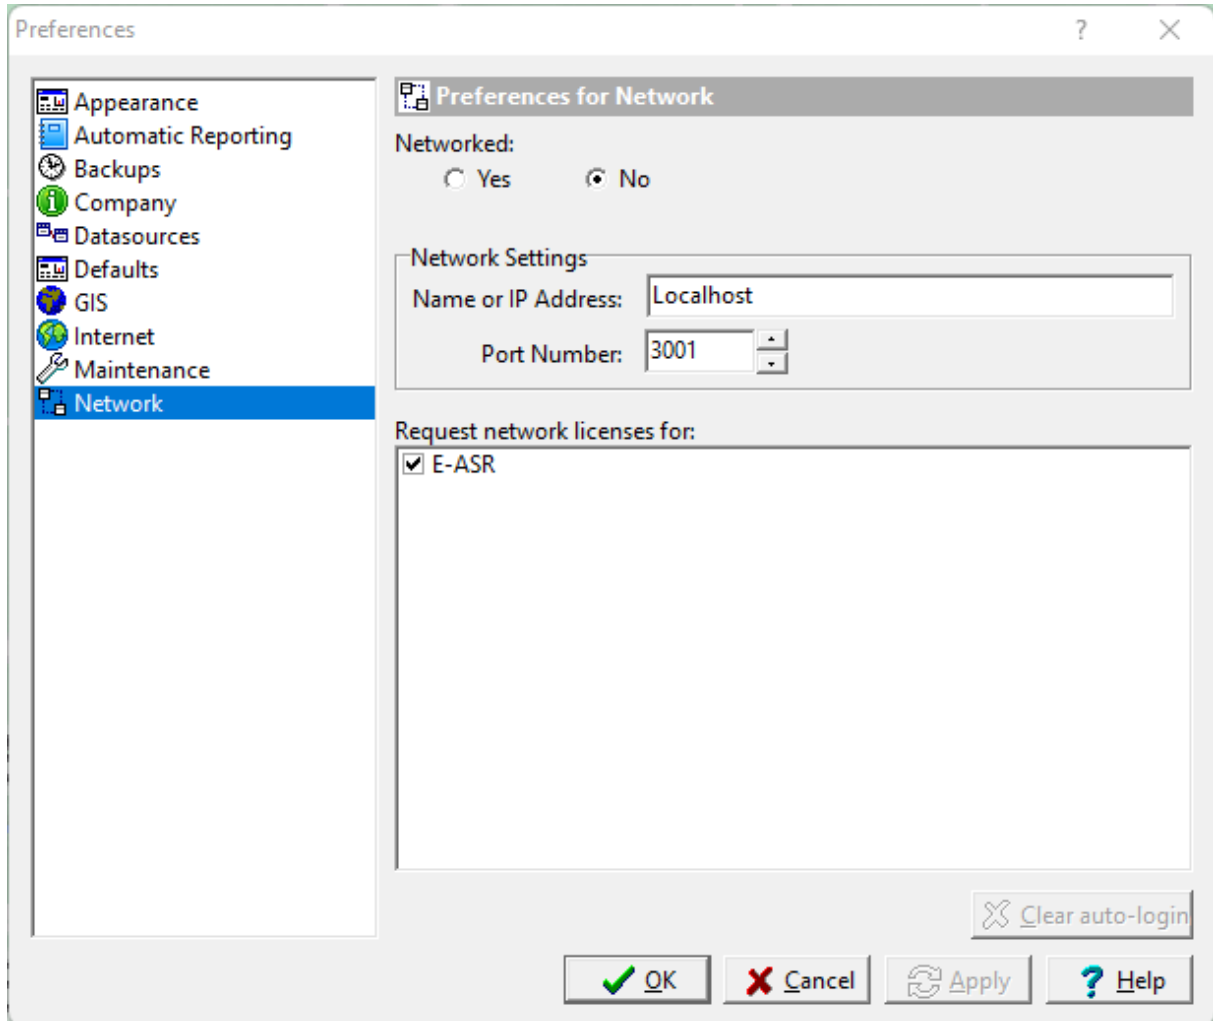 Preferences
?
Appearance
Automatic Reporting
Backups
Company
Datasources
Defaults
GIS
Internet
Maintenance
Network
Preferences for Network
Networked:
Yes No
Network Settings
Name or IP Address: Localhost
Port Number: 3001
Request network licenses for:
E-ASR
Clear auto-login
OK Cancel Apply ? Help